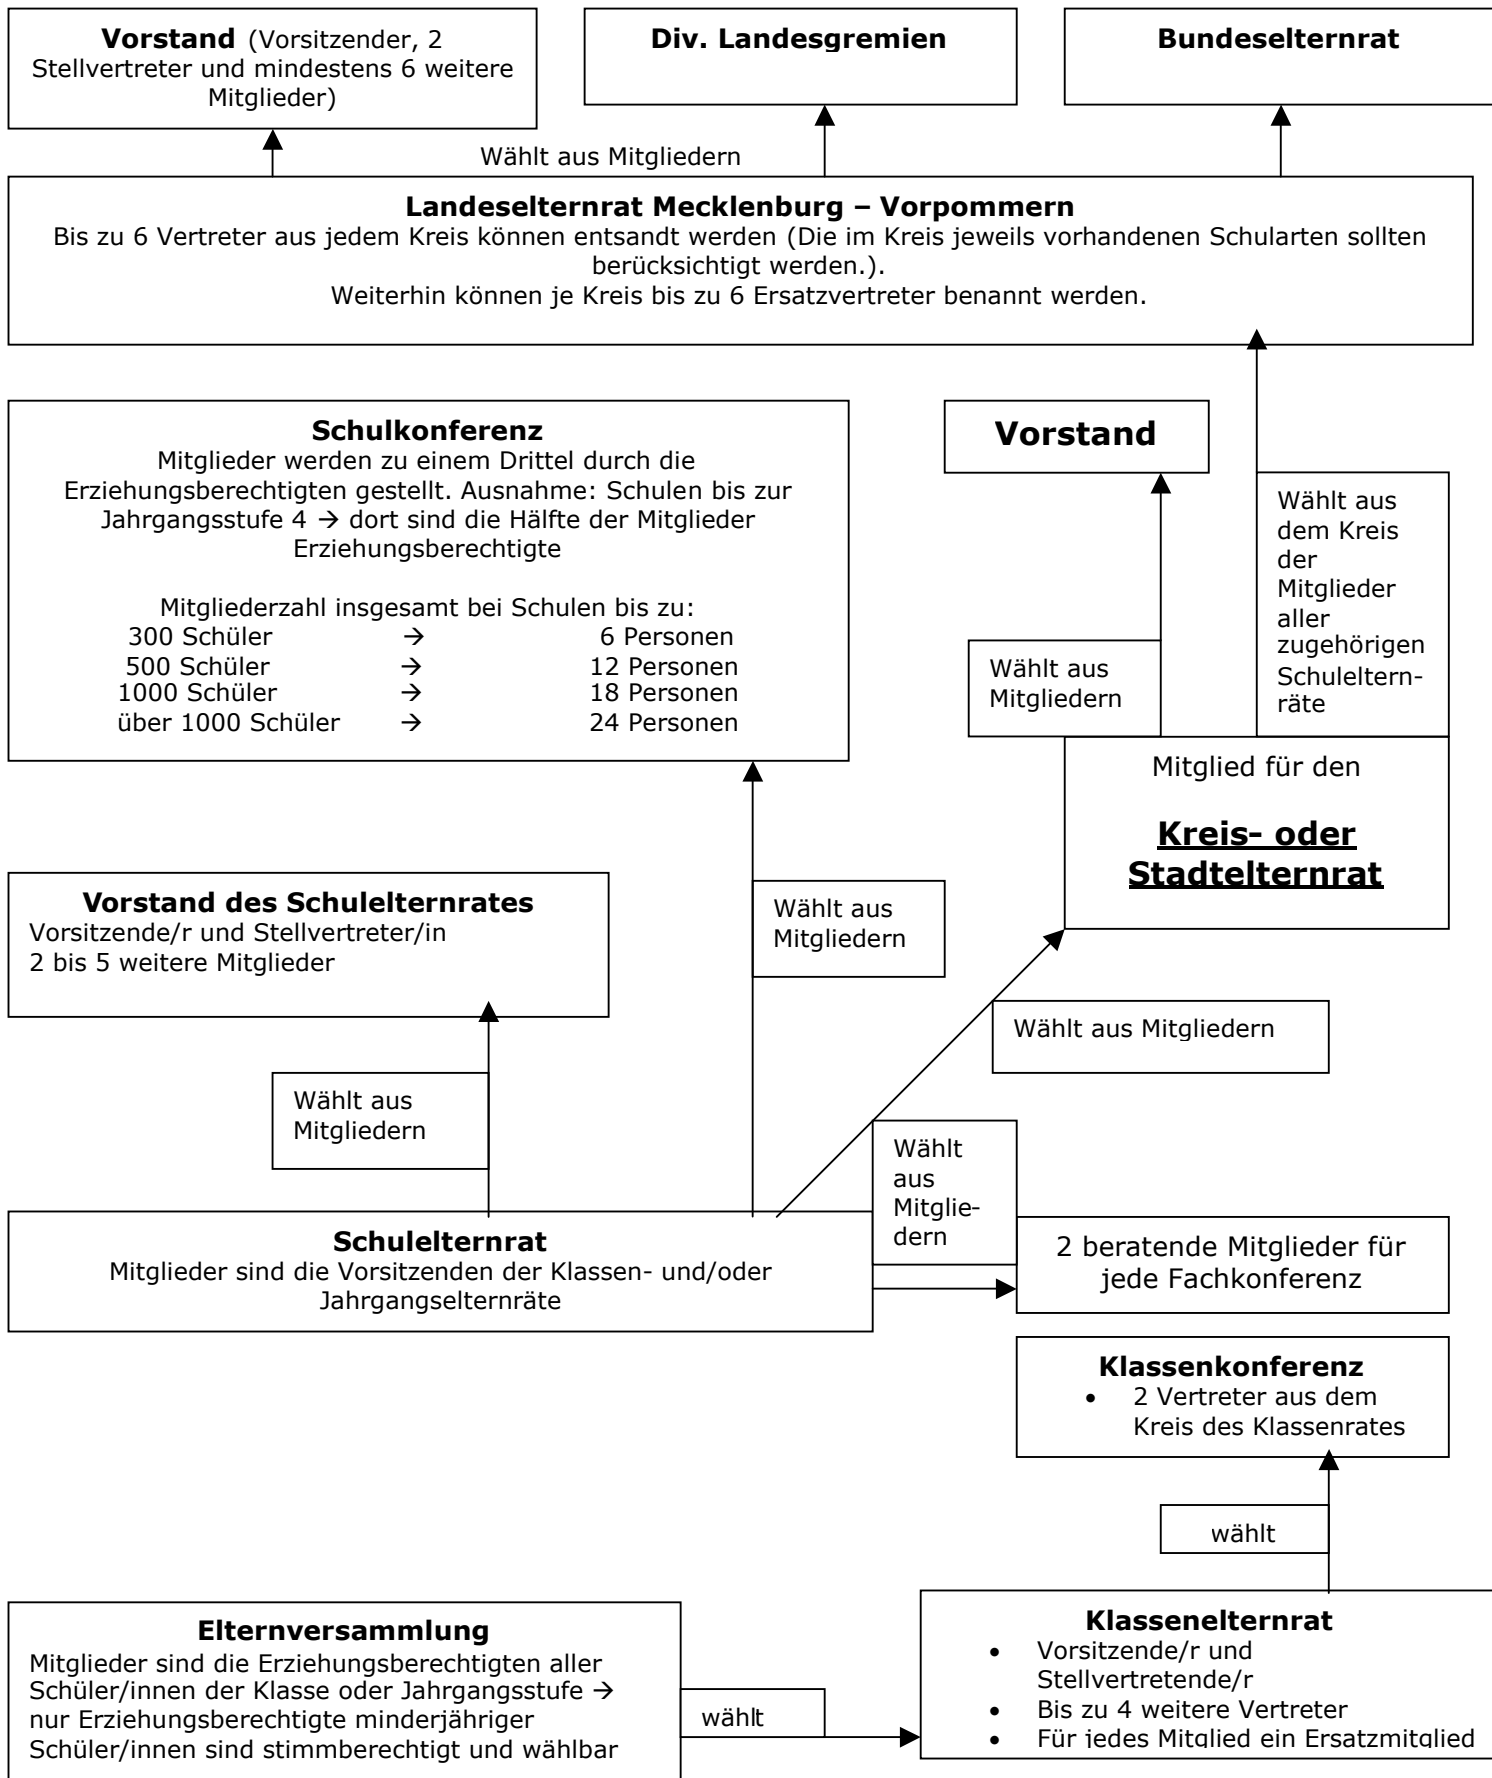 Vorstand (Vorsitzender, 2
Stellvertreter und mindestens 6 weitere
Mitglieder)
Div. Landesgremien
Bundeselternrat
Wählt aus Mitgliedern
Landeselternrat Mecklenburg – Vorpommern
Bis zu 6 Vertreter aus jedem Kreis können entsandt werden (Die im Kreis jeweils vorhandenen Schularten sollten
berücksichtigt werden.).
Weiterhin können je Kreis bis zu 6 Ersatzvertreter benannt werden.
Schulkonferenz
Mitglieder werden zu einem Drittel durch die
Erziehungsberechtigten gestellt. Ausnahme: Schulen bis zur
Jahrgangsstufe 4 → dort sind die Hälfte der Mitglieder
Erziehungsberechtigte
Mitgliederzahl insgesamt bei Schulen bis zu:
300 Schüler → 6 Personen
500 Schüler → 12 Personen
1000 Schüler → 18 Personen
über 1000 Schüler → 24 Personen
Vorstand
Wählt aus
Mitgliedern
Wählt aus
dem Kreis
der
Mitglieder
aller
zugehörigen
Schuleltern-
räte
Mitglied für den
Kreis- oder
Stadtelternrat
Vorstand des Schulelternrates
Vorsitzende/r und Stellvertreter/in
2 bis 5 weitere Mitglieder
Wählt aus
Mitgliedern
Wählt aus Mitgliedern
Wählt aus
Mitgliedern
Wählt
aus
Mitglie-
dern
Schulelternrat
Mitglieder sind die Vorsitzenden der Klassen- und/oder
Jahrgangselternräte
2 beratende Mitglieder für
jede Fachkonferenz
Klassenkonferenz
• 2 Vertreter aus dem
Kreis des Klassenrates
wählt
Elternversammlung
Mitglieder sind die Erziehungsberechtigten aller
Schüler/innen der Klasse oder Jahrgangsstufe →
nur Erziehungsberechtigte minderjähriger
Schüler/innen sind stimmberechtigt und wählbar
wählt
Klassenelternrat
• Vorsitzende/r und
Stellvertretende/r
• Bis zu 4 weitere Vertreter
• Für jedes Mitglied ein Ersatzmitglied